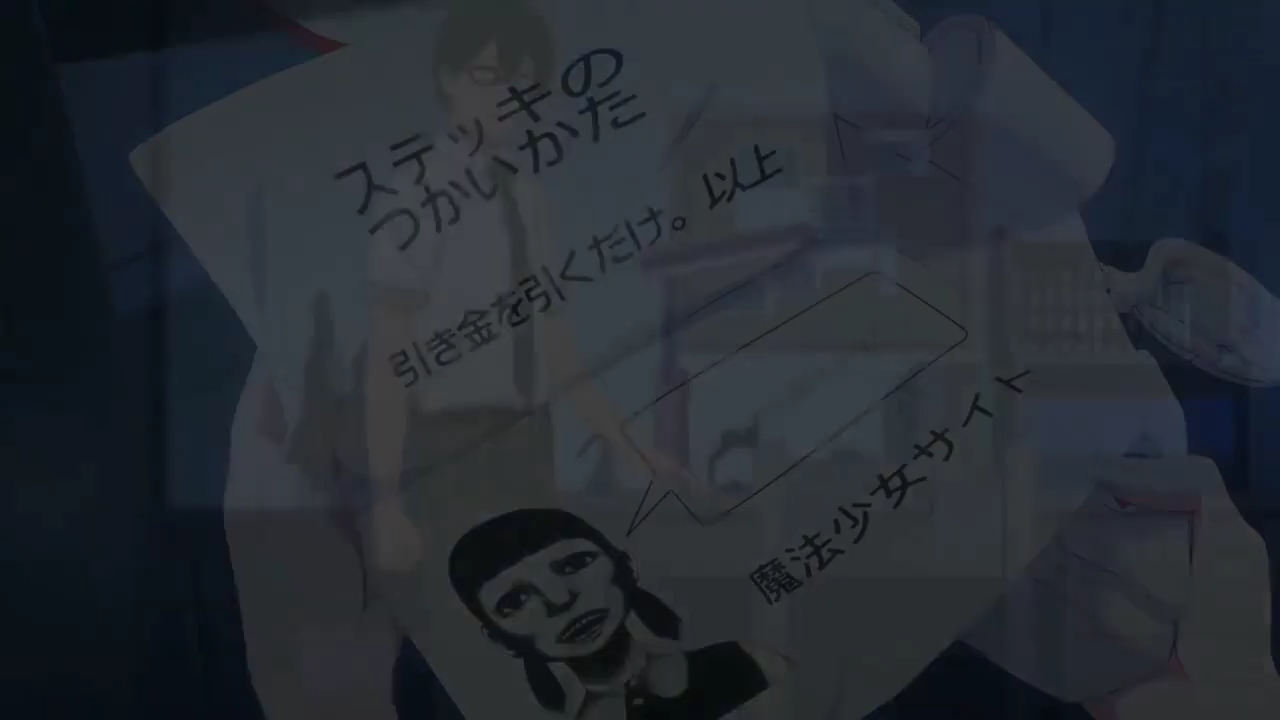 ステッキの
つかいかた
引き金を引くだけ。以上
魔法少女サイト